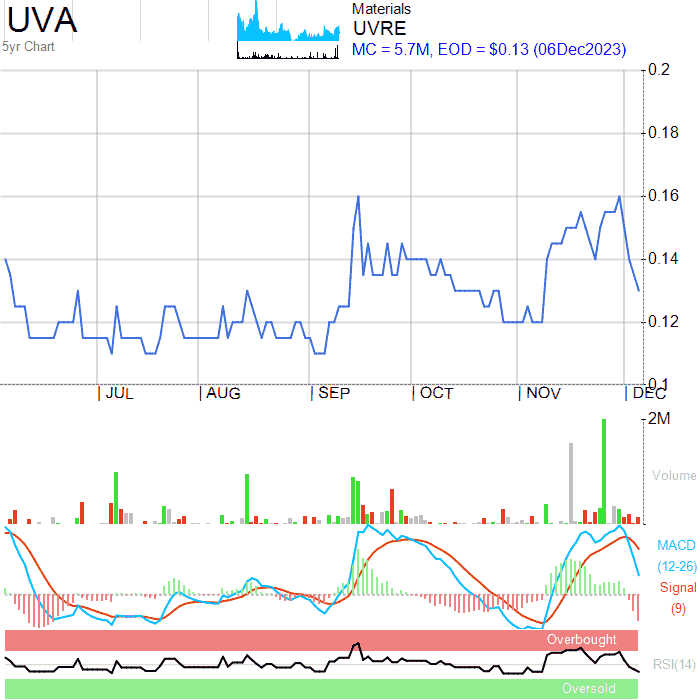 UVA
5yr Chart
Materials
UVRE
MC = 5.7M, EOD = $0.13 (06Dec2023)
0.2
0.18
0.16
0.14
0.12
0.1
JUL AUG SEP OCT NOV DEC
2M
Volume
MACD
(12-26)
Signal
(9)
Overbought
RSI(14)
Oversold